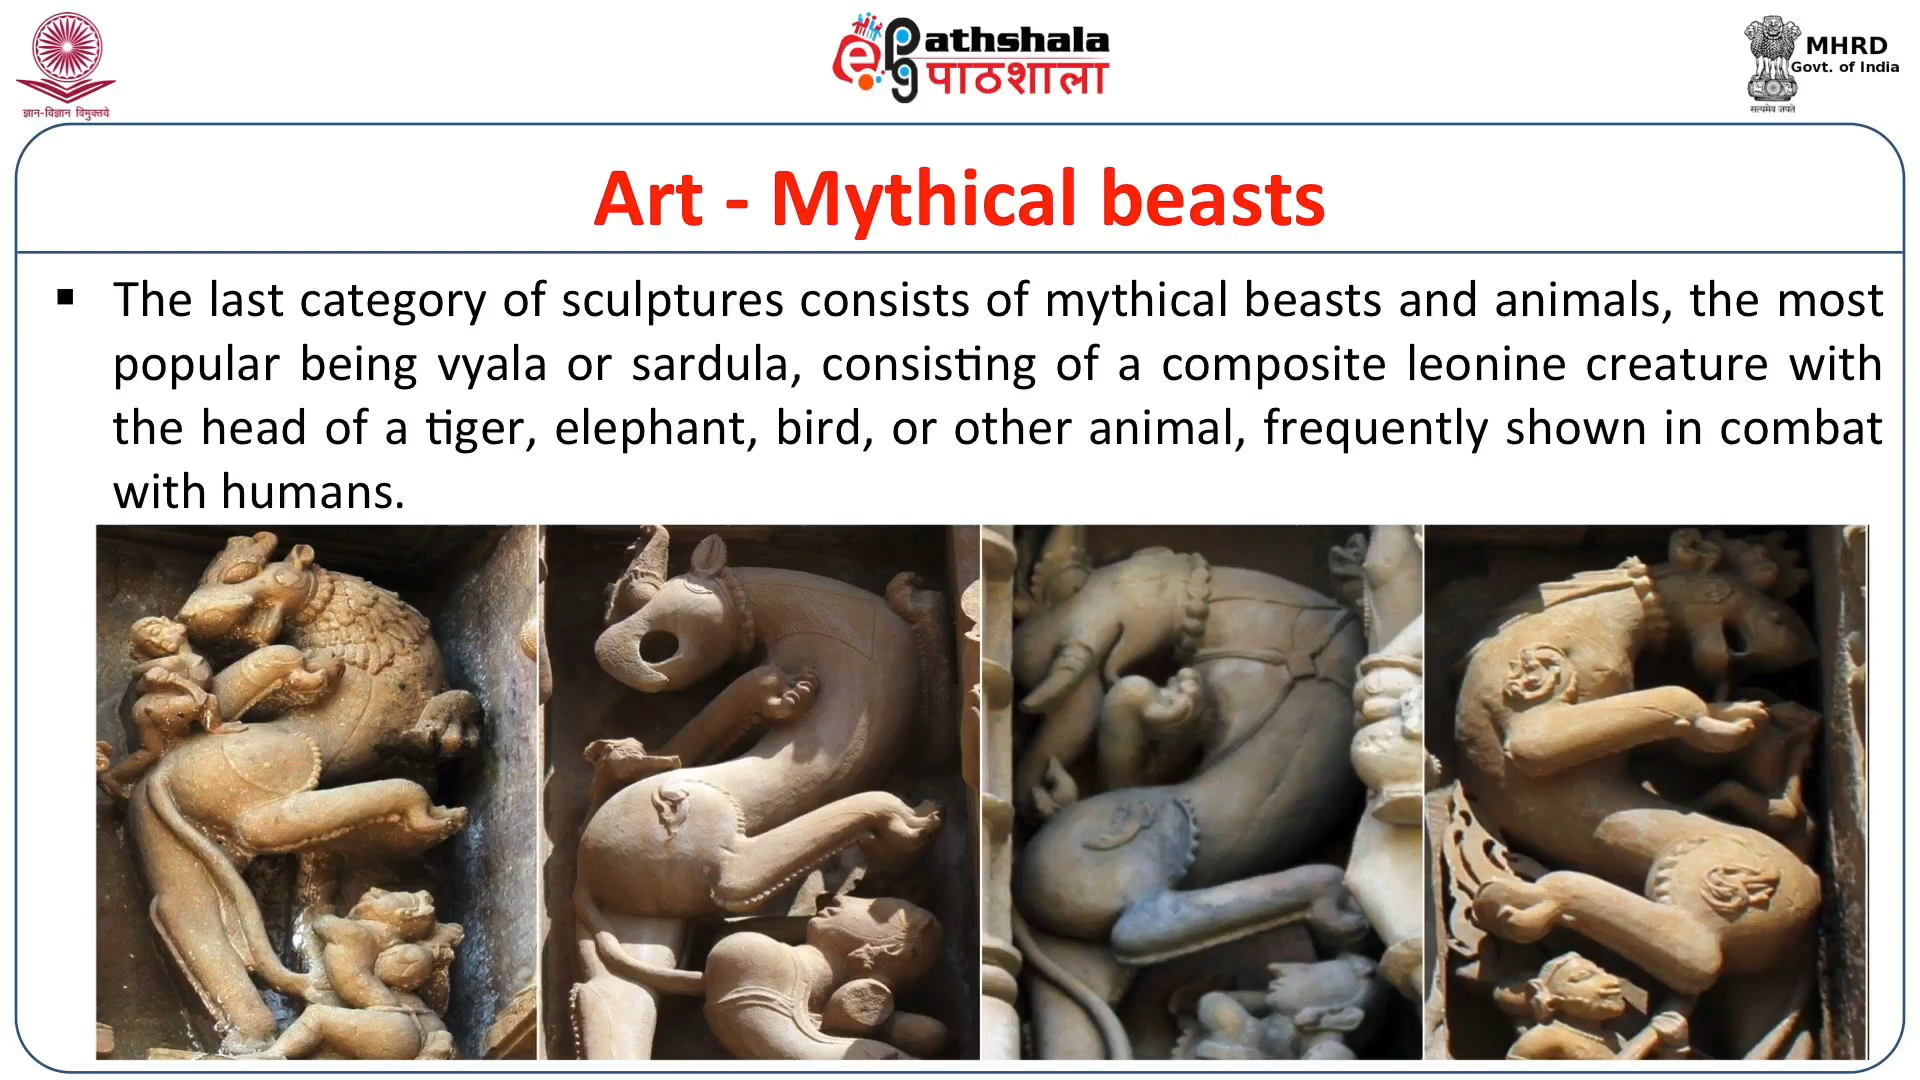 ज्ञान-विज्ञान विमुक्तये
ePG Pathshala
पाठशाला
MHRD
Govt. of India
सत्यमेव जयते
Art - Mythical beasts
▪ The last category of sculptures consists of mythical beasts and animals, the most
popular being vyala or sardula, consisting of a composite leonine creature with
the head of a tiger, elephant, bird, or other animal, frequently shown in combat
with humans.